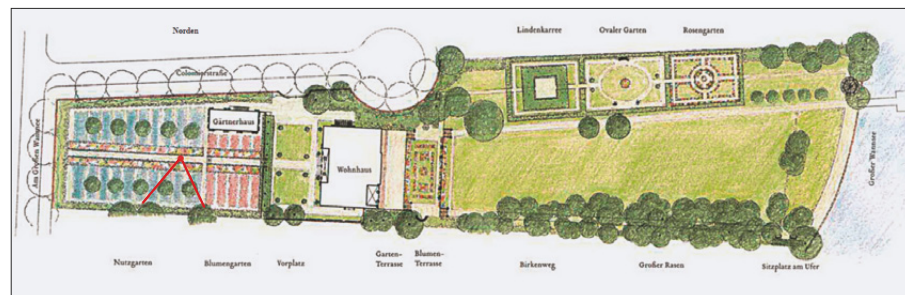 Norden
Lindenkarree
Ovaler Garten
Rosengarten
Colomierstraße
Am Großen Wannsee
Gärtnerhaus
Wohnhaus
Großer Wannsee
Nutzgarten
Blumengarten
Vorplatz
Garten-
Terrasse
Blumen-
Terrasse
Birkenweg
Großer Rasen
Sitzplatz am Ufer